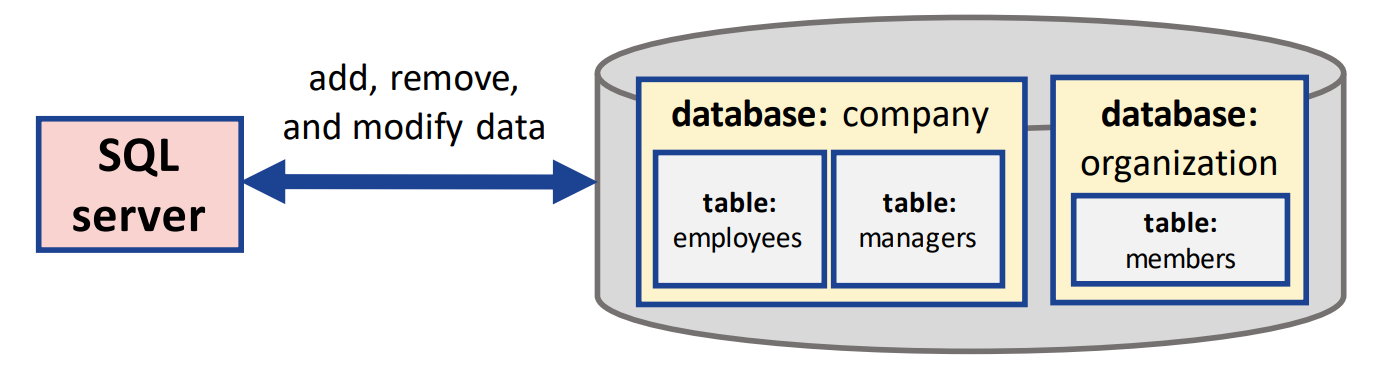 add, remove,
and modify data
SQL
server
database: company
table:
employees
table:
managers
database:
organization
table:
members